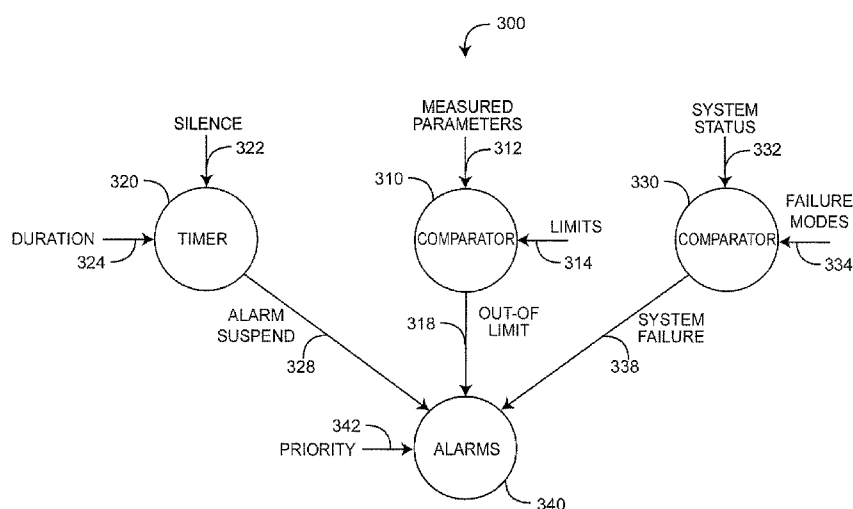 300
MEASURED
PARAMETERS
SYSTEM
STATUS
SILENCE
322
312
332
320
310
330
FAILURE
MODES
DURATION
TIMER
COMPARATOR
LIMITS
COMPARATOR
324
314
334
ALARM
SUSPEND
318
OUT-OF
LIMIT
SYSTEM
FAILURE
328
338
342
PRIORITY
ALARMS
340